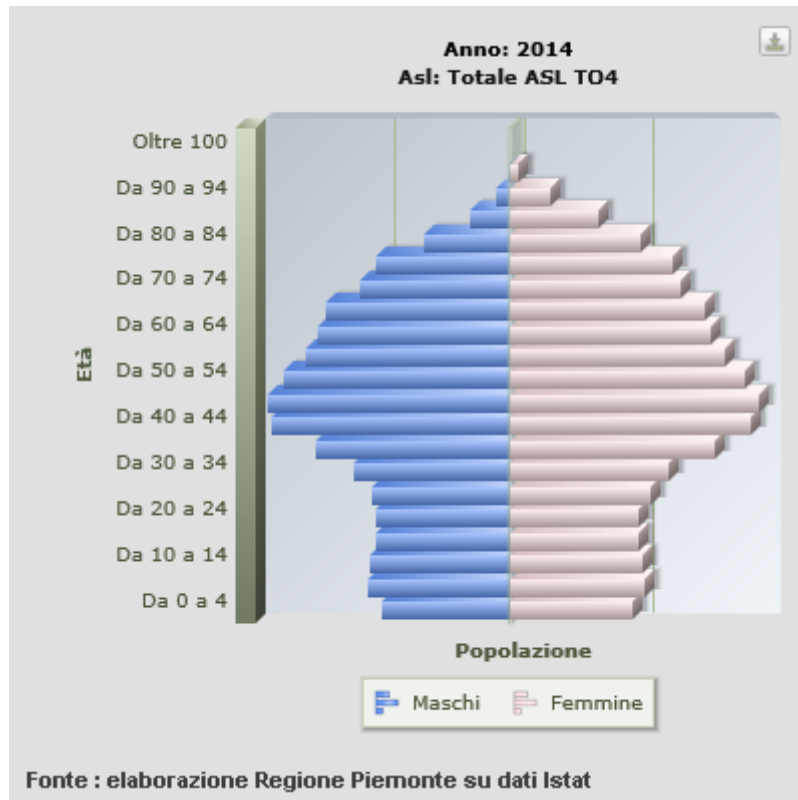 Anno: 2014
Asl: Totale ASL TO4
Oltre 100
Da 90 a 94
Da 80 a 84
Da 70 a 74
Da 60 a 64
Da 50 a 54
Da 40 a 44
Da 30 a 34
Da 20 a 24
Da 10 a 14
Da 0 a 4
Età
Popolazione
Maschi Femmine
Fonte : elaborazione Regione Piemonte su dati Istat